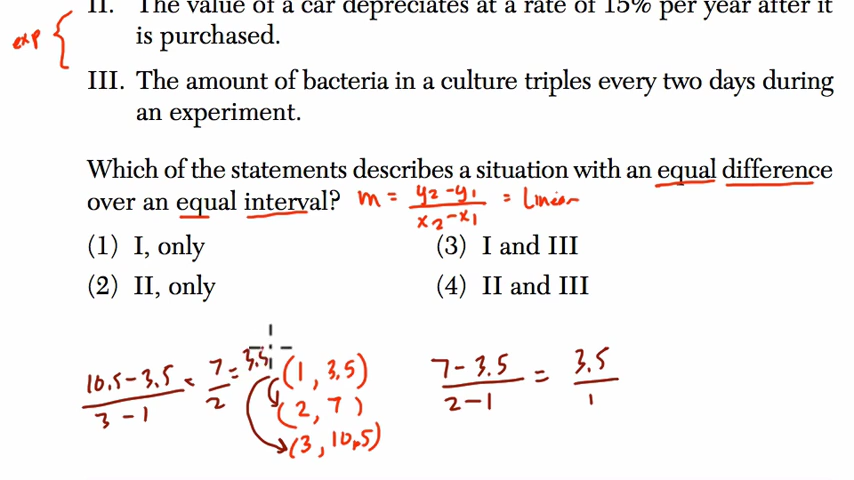 II. The value of a car depreciates at a rate of 15% per year after it
is purchased.
exp {
III. The amount of bacteria in a culture triples every two days during
an experiment.
Which of the statements describes a situation with an equal difference
over an equal interval? m = y₂-y₁/x₂-x₁ = Linear
(1) I, only (3) I and III
(2) II, only (4) II and III
10.5-3.5/3-1 = 7/2 = 3.5
(1, 3.5)
(2, 7)
(3, 10.5)
7-3.5/2-1 = 3.5/1